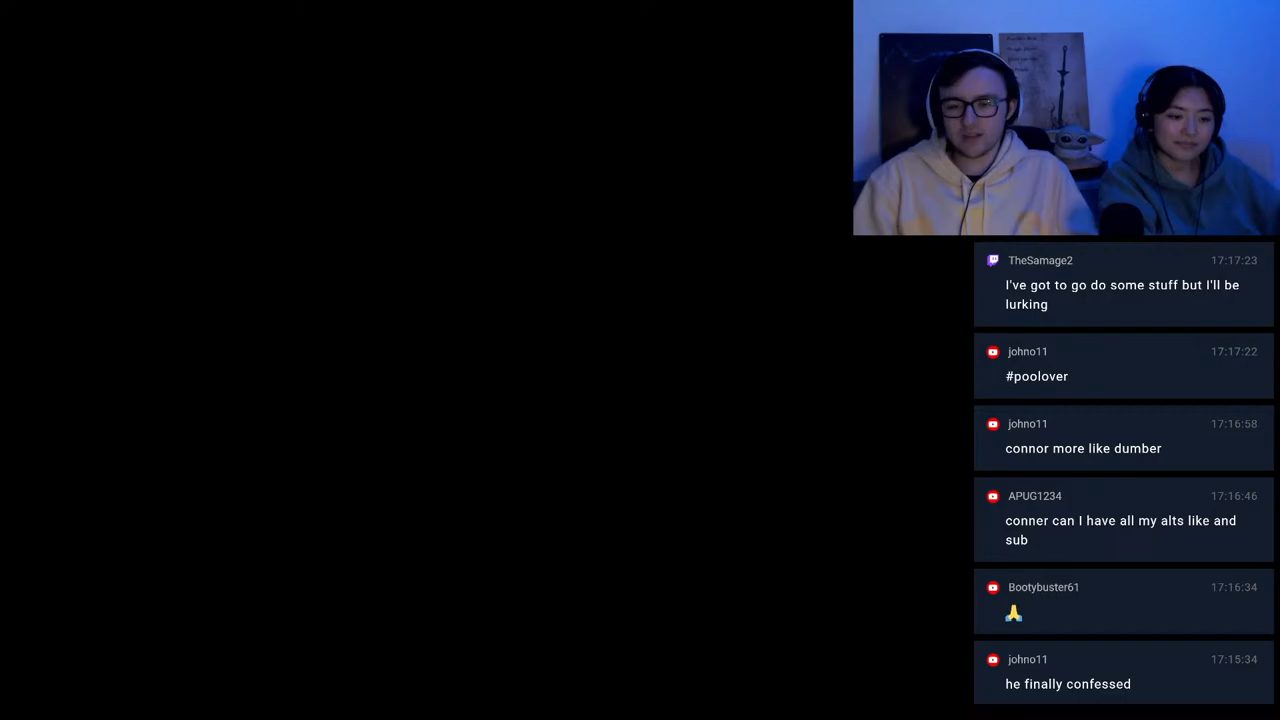 TheSamage2 17:17:23
I've got to go do some stuff but I'll be
lurking
johno11 17:17:22
#poolover
johno11 17:16:58
connor more like dumber
APUG1234 17:16:46
conner can I have all my alts like and
sub
Bootybuster61 17:16:34
🙏
johno11 17:15:34
he finally confessed